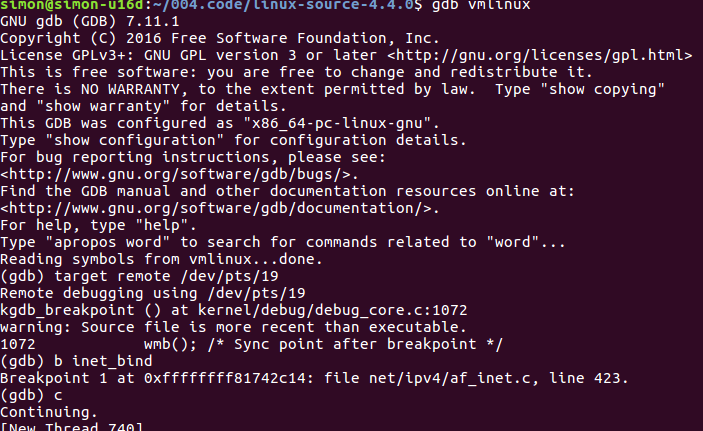 simon@simon-u16d:~/004.code/linux-source-4.4.0$ gdb vmlinux
GNU gdb (GDB) 7.11.1
Copyright (C) 2016 Free Software Foundation, Inc.
License GPLv3+: GNU GPL version 3 or later <http://gnu.org/licenses/gpl.html>
This is free software: you are free to change and redistribute it.
There is NO WARRANTY, to the extent permitted by law.  Type "show copying"
and "show warranty" for details.
This GDB was configured as "x86_64-pc-linux-gnu".
Type "show configuration" for configuration details.
For bug reporting instructions, please see:
<http://www.gnu.org/software/gdb/bugs/>.
Find the GDB manual and other documentation resources online at:
<http://www.gnu.org/software/gdb/documentation/>.
For help, type "help".
Type "apropos word" to search for commands related to "word"...
Reading symbols from vmlinux...done.
(gdb) target remote /dev/pts/19
Remote debugging using /dev/pts/19
kgdb_breakpoint () at kernel/debug/debug_core.c:1072
warning: Source file is more recent than executable.
1072            wmb(); /* Sync point after breakpoint */
(gdb) b inet_bind
Breakpoint 1 at 0xffffffff81742c14: file net/ipv4/af_inet.c, line 423.
(gdb) c
Continuing.
[New Thread 740]